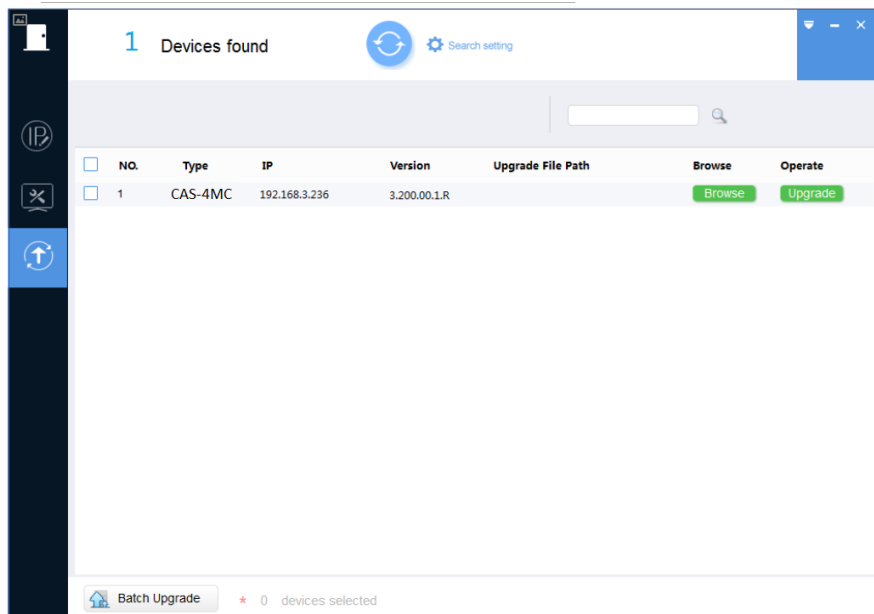 1 Devices found Search setting
IP
NO. Type IP Version Upgrade File Path Browse Operate
1 CAS-4MC 192.168.3.236 3.200.00.1.R Browse Upgrade
Batch Upgrade * 0 devices selected